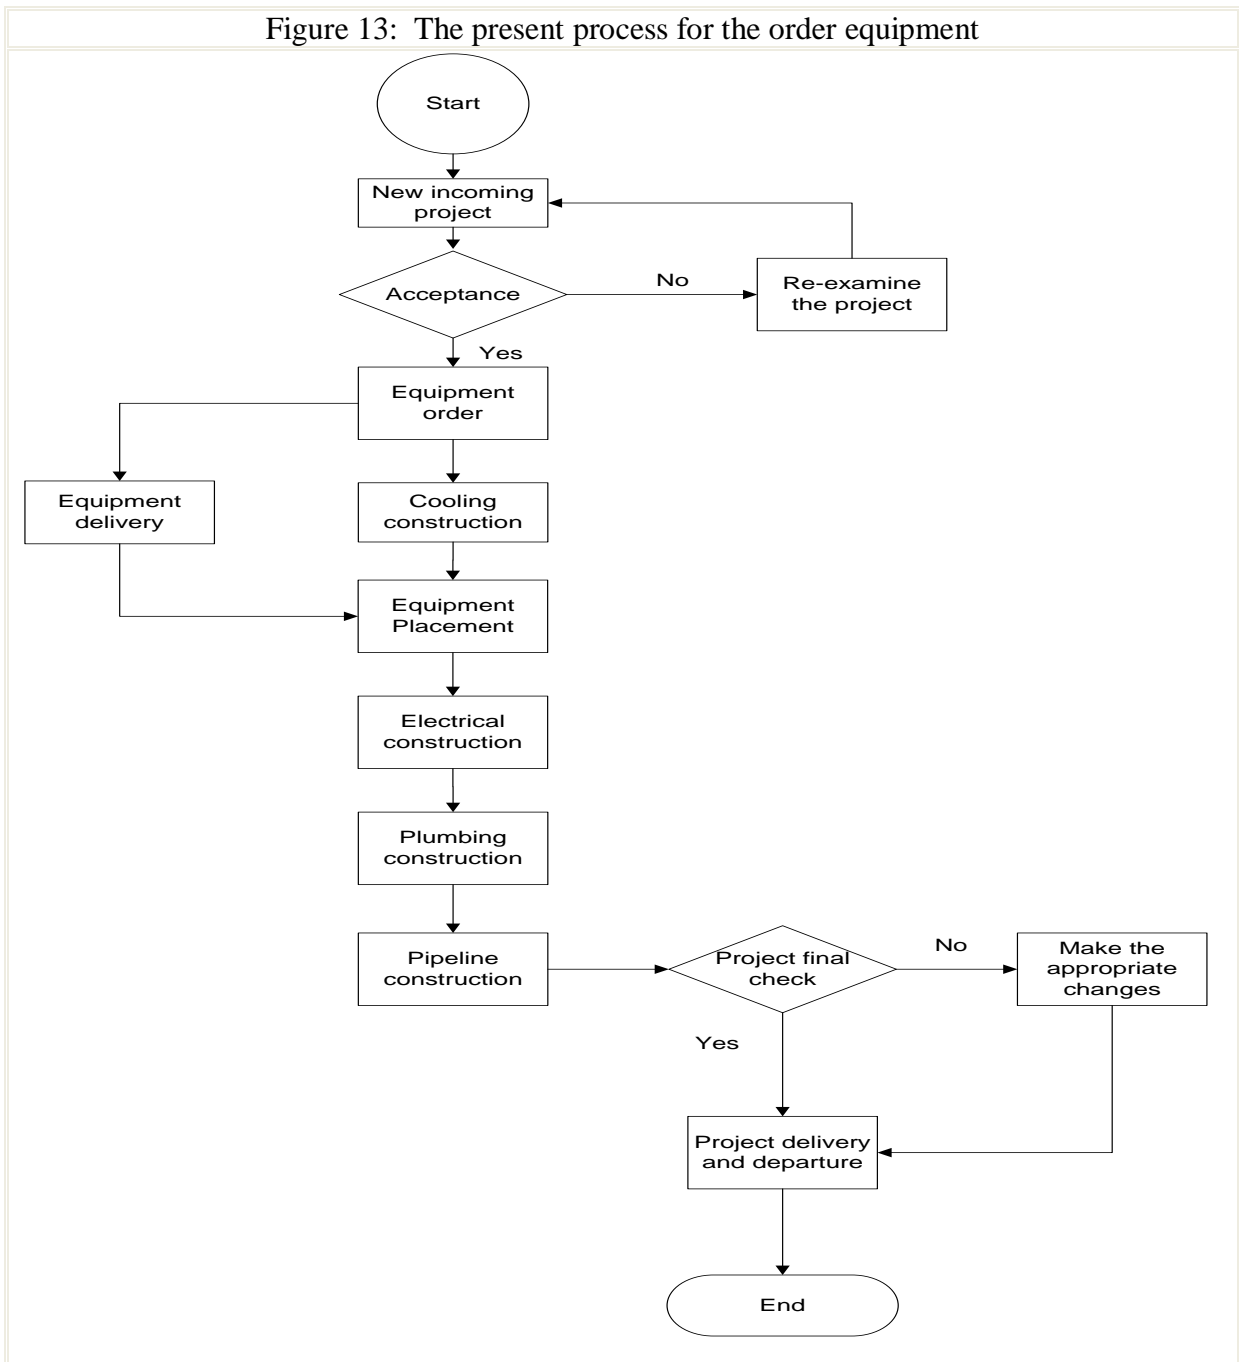 Figure 13:  The present process for the order equipment
Start
New incoming
project
Acceptance
No
Re-examine
the project
Yes
Equipment
order
Equipment
delivery
Cooling
construction
Equipment
Placement
Electrical
construction
Plumbing
construction
Pipeline
construction
Project final
check
No
Make the
appropriate
changes
Yes
Project delivery
and departure
End